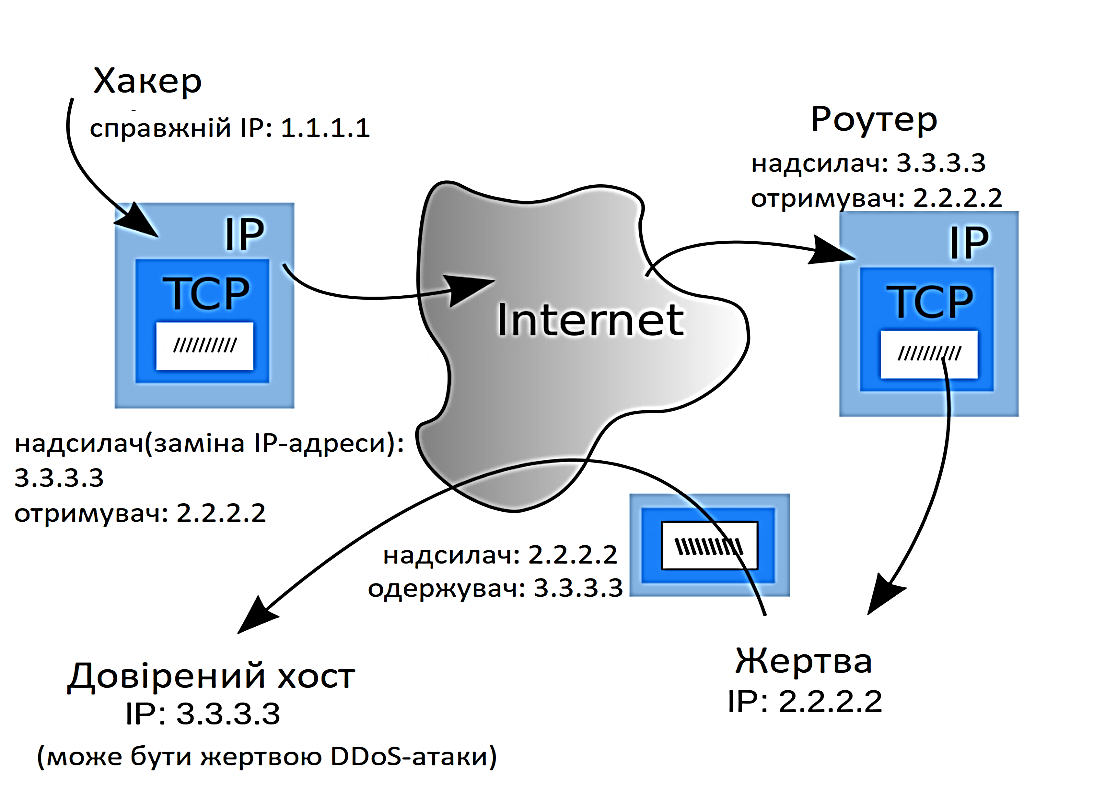 Хакер
справжній IP: 1.1.1.1
IP
TCP
//////////
надсилач(заміна IP-адреси):
3.3.3.3
отримувач: 2.2.2.2
Internet
Роутер
надсилач: 3.3.3.3
отримувач: 2.2.2.2
IP
TCP
//////////
надсилач: 2.2.2.2
одержувач: 3.3.3.3
Довірений хост
IP: 3.3.3.3
(може бути жертвою DDoS-атаки)
Жертва
IP: 2.2.2.2